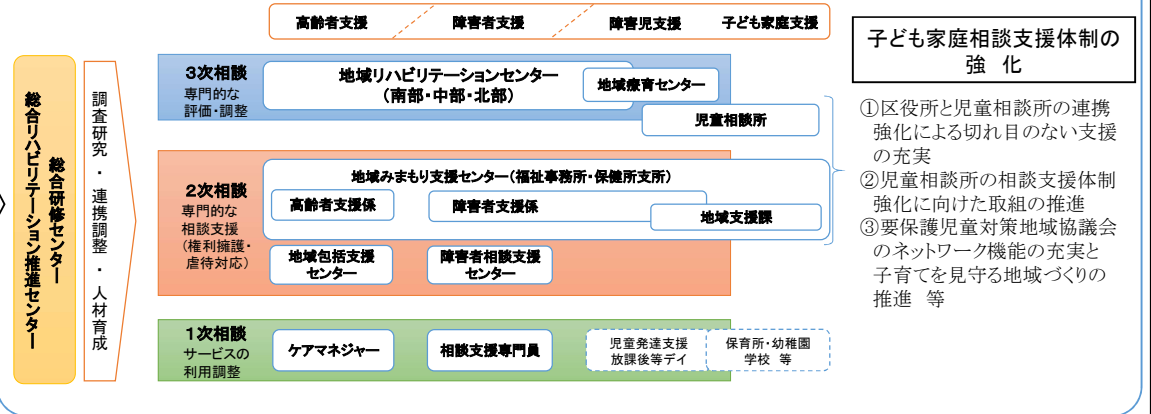 高齢者支援
障害者支援
障害児支援
子ども家庭支援
総合研修センター
総合リハビリテーション推進センター
調査研究・連携調整・人材育成
3次相談
専門的な
評価・調整
地域リハビリテーションセンター
(南部・中部・北部)
地域療育センター
児童相談所
2次相談
専門的な
相談支援
(権利擁護・
虐待対応)
地域みまもり支援センター(福祉事務所・保健所支所)
高齢者支援係
障害者支援係
地域支援課
地域包括支援
センター
障害者相談支援
センター
1次相談
サービスの
利用調整
ケアマネジャー
相談支援専門員
児童発達支援
放課後等デイ
保育所・幼稚園
学校 等
子ども家庭相談支援体制の
強 化
①区役所と児童相談所の連携
強化による切れ目のない支援
の充実
②児童相談所の相談支援体制
強化に向けた取組の推進
③要保護児童対策地域協議会
のネットワーク機能の充実と
子育てを見守る地域づくりの
推進 等